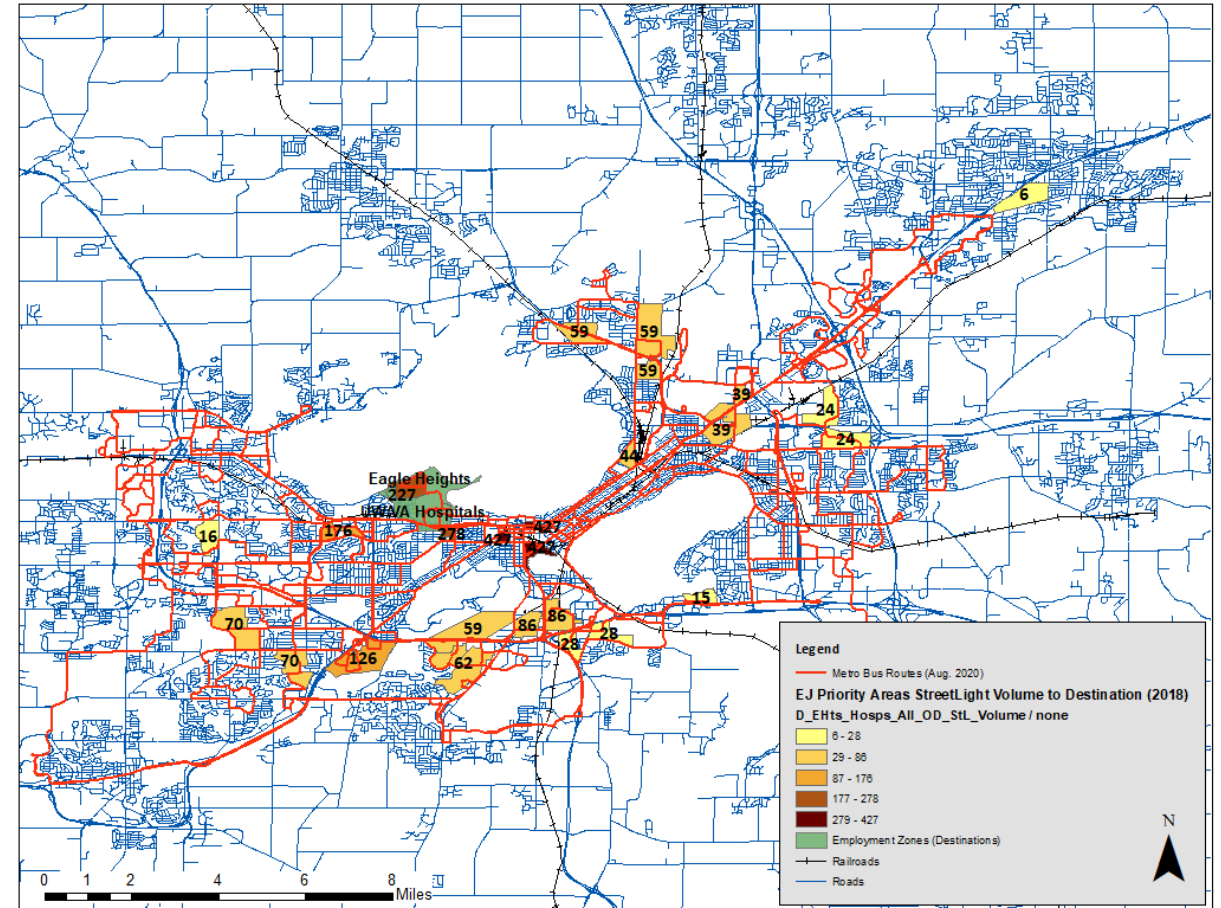 6
59
59
59
39
39
24
24
44
Eagle Heights
227
UW/VA Hospitals
16
176
278
427
427
427
15
70
59
86
86
28
28
70
126
62
Legend
Metro Bus Routes (Aug. 2020)
EJ Priority Areas StreetLight Volume to Destination (2018)
D_EHts_Hosps_All_OD_StL_Volume / none
6 - 28
29 - 86
87 - 176
177 - 278
279 - 427
Employment Zones (Destinations)
Railroads
Roads
N
0 1 2 4 6 8
Miles